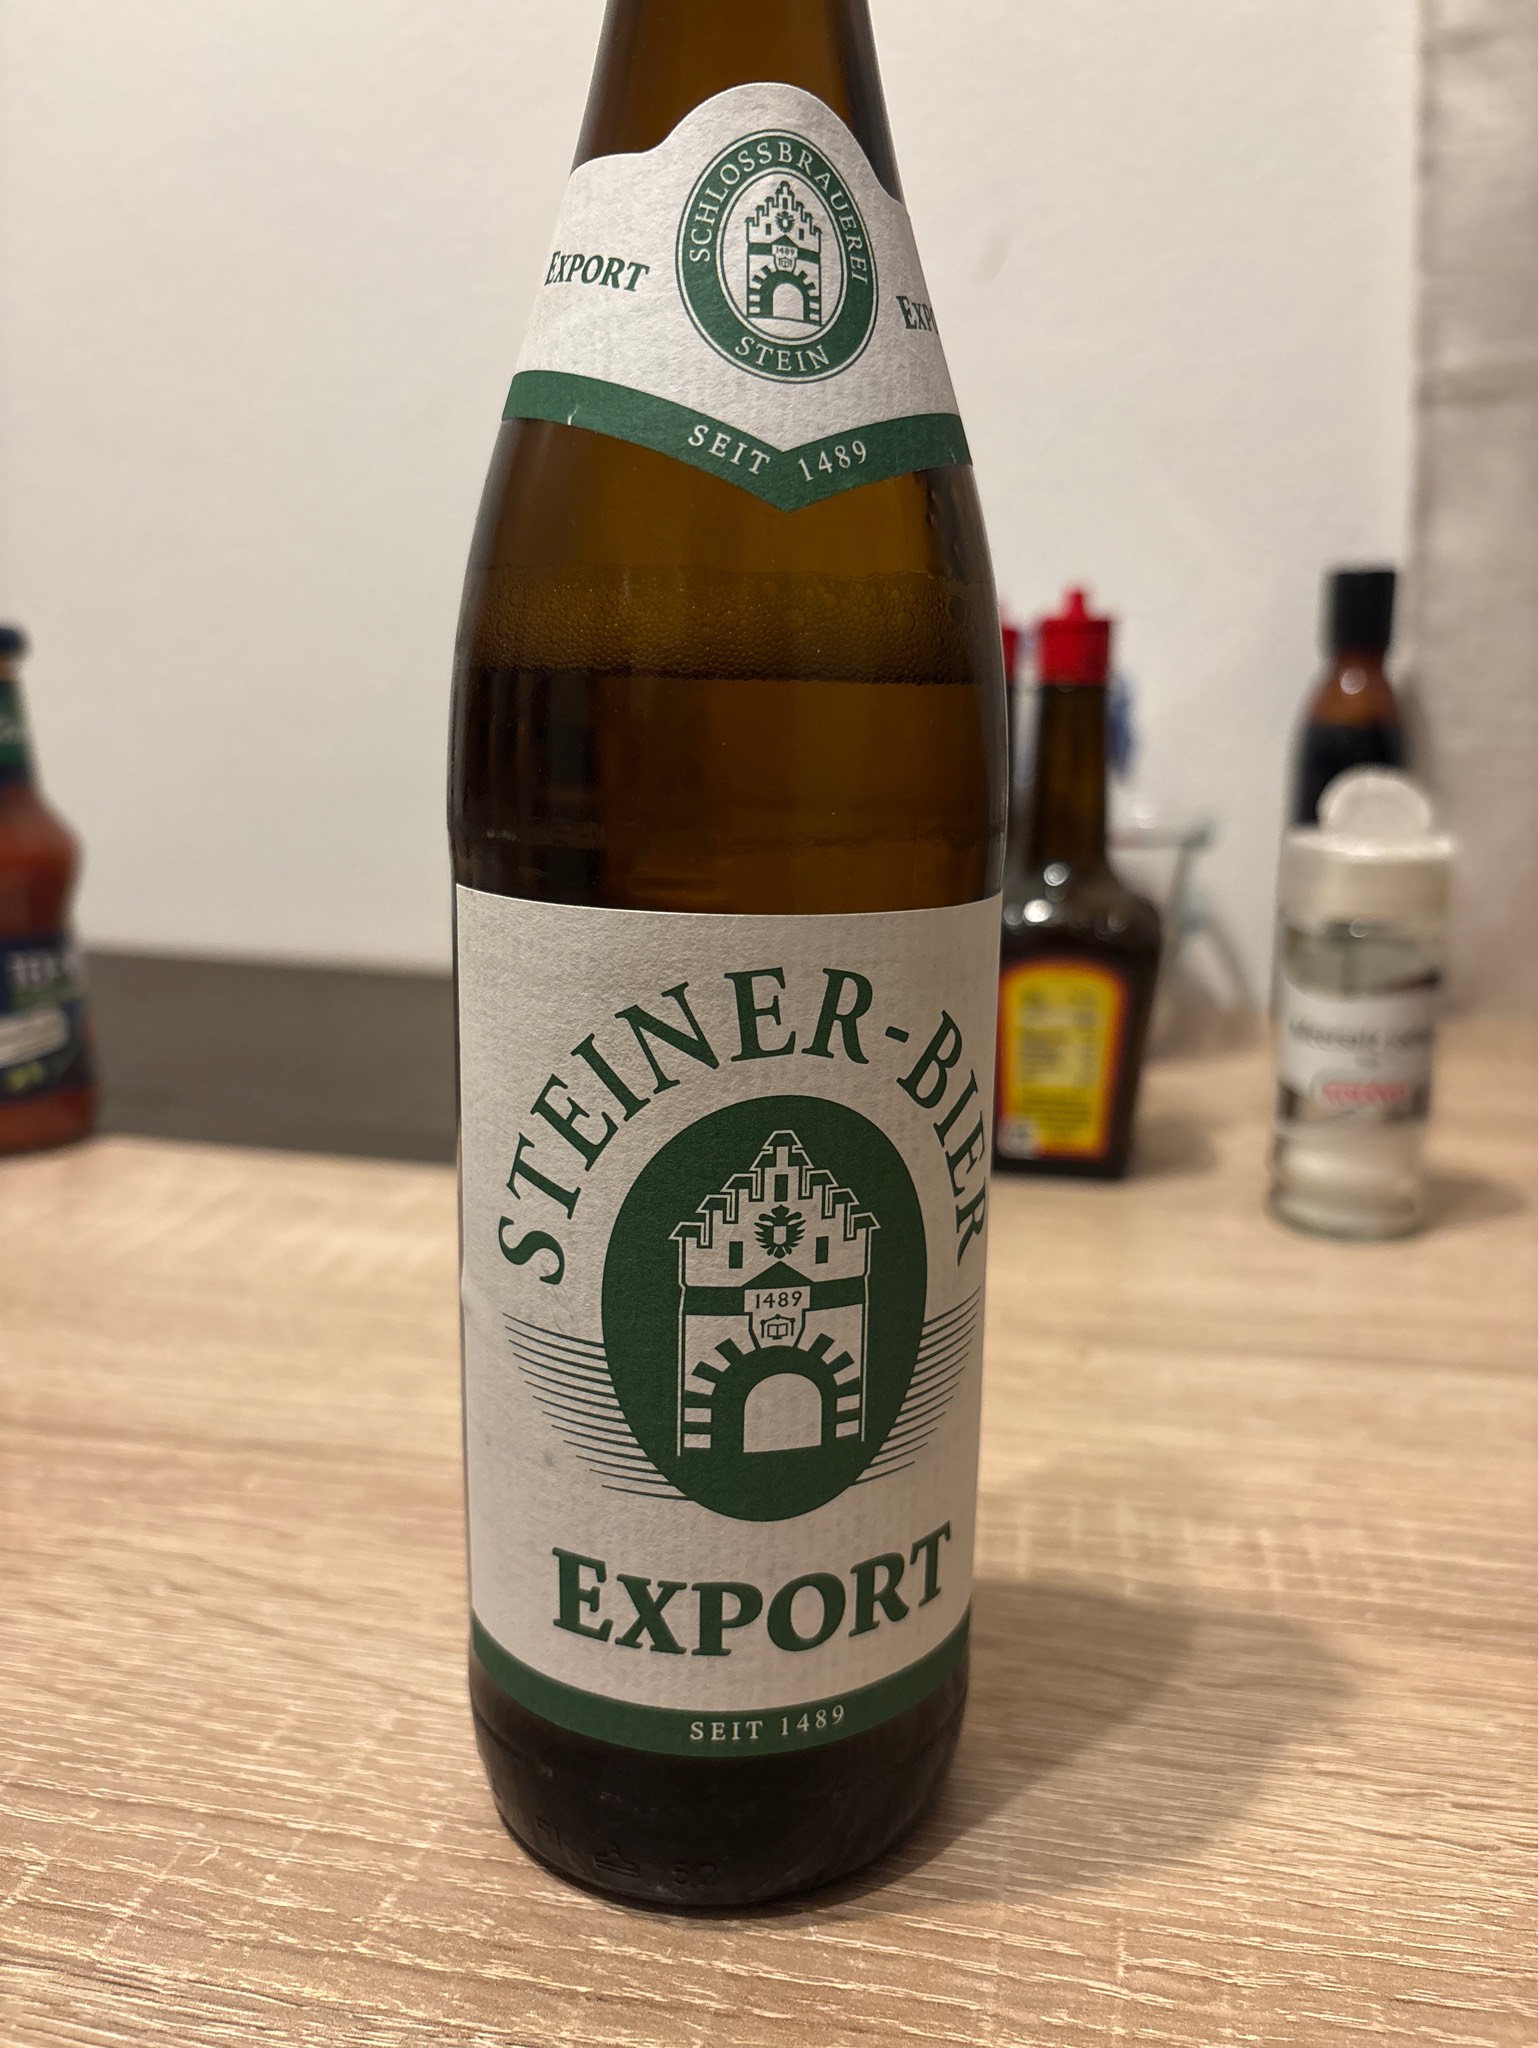 SCHLOSSBRAUEREI
1489
STEIN
EXPORT
SEIT 1489
STEINER-BIER
1489
EXPORT
SEIT 1489